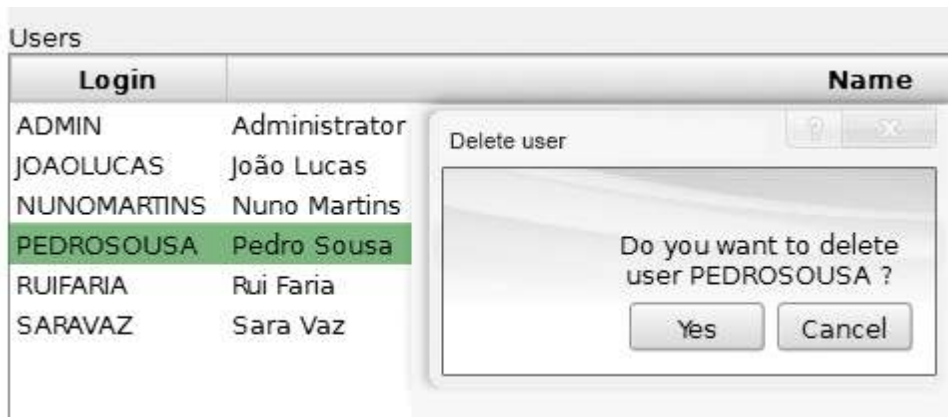 Users
Login Name
ADMIN Administrator
JOAOLUCAS João Lucas
NUNOMARTINS Nuno Martins
PEDROSOUSA Pedro Sousa
RUIFARIA Rui Faria
SARAVAZ Sara Vaz
Delete user
?
Do you want to delete
user PEDROSOUSA ?
Yes Cancel